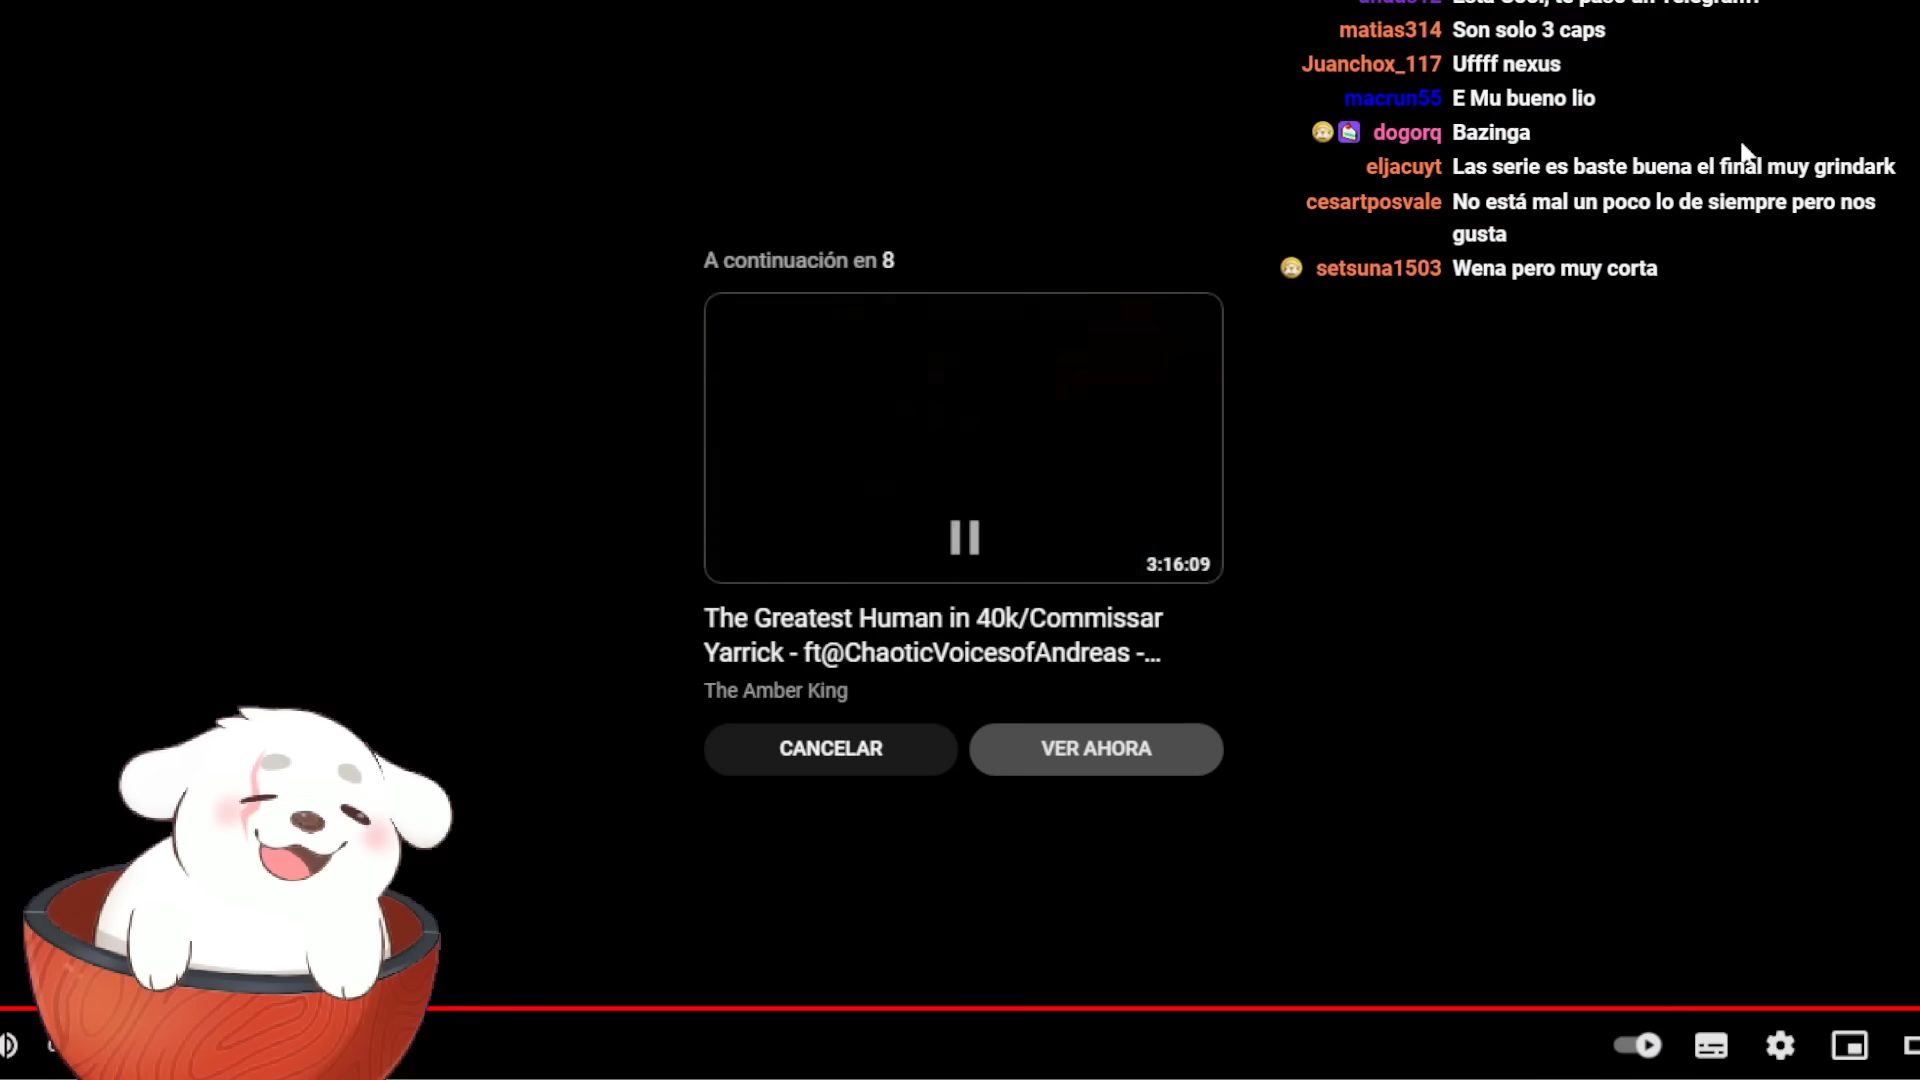 matias314 Son solo 3 caps
Juanchox_117 Uffff nexus
macrun55 E Mu bueno lio
dogorq Bazinga
eljacuyt Las serie es baste buena el final muy grindark
cesartposvale No está mal un poco lo de siempre pero nos
gusta
setsuna1503 Wena pero muy corta
A continuación en 8
3:16:09
The Greatest Human in 40k/Commissar
Yarrick - ft@ChaoticVoicesofAndreas -...
The Amber King
CANCELAR
VER AHORA